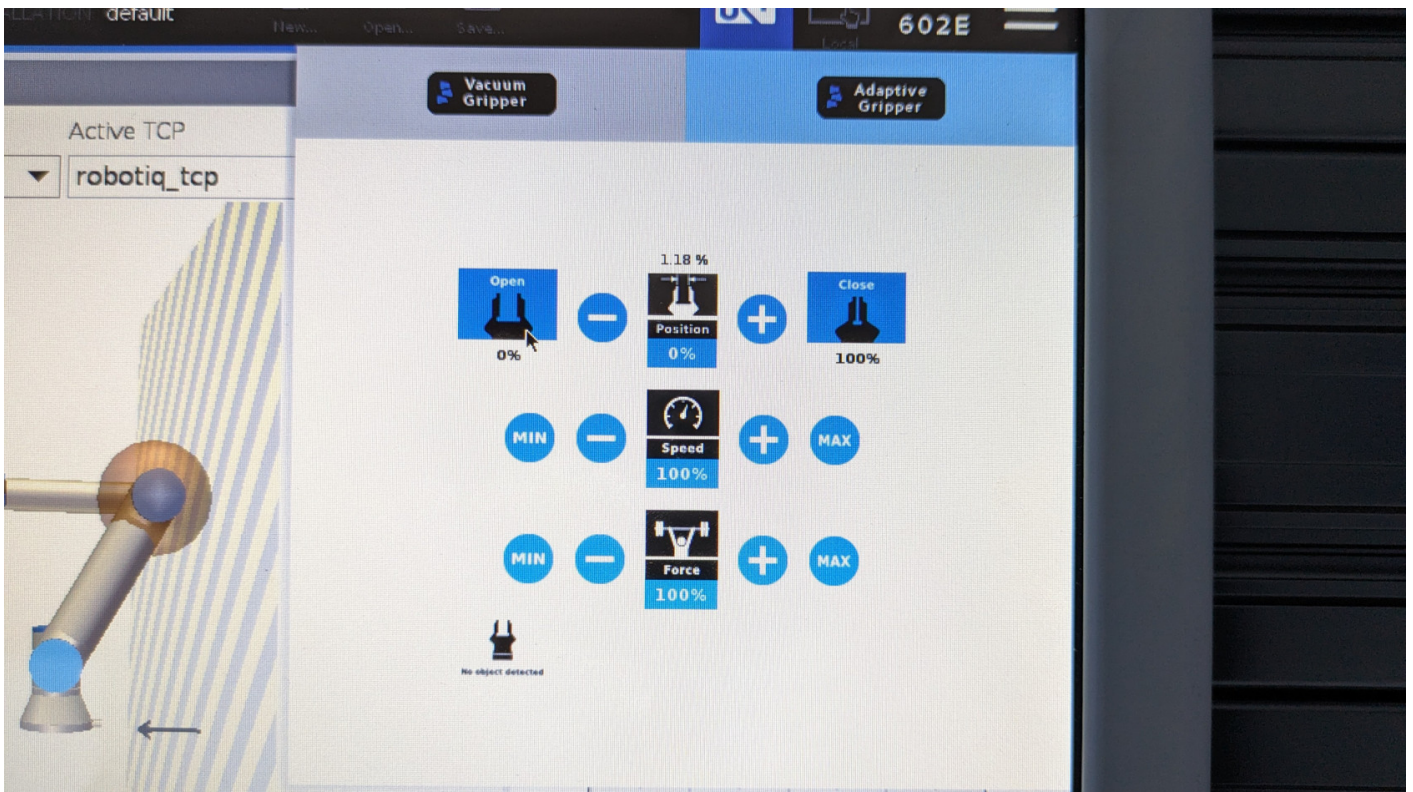 default
New...
Open...
Save...
Local
602E
Vacuum
Gripper
Adaptive
Gripper
Active TCP
robotiq_tcp
1.18 %
Open
Position
Close
0%
0%
100%
MIN
Speed
MAX
100%
MIN
Force
MAX
100%
No object detected